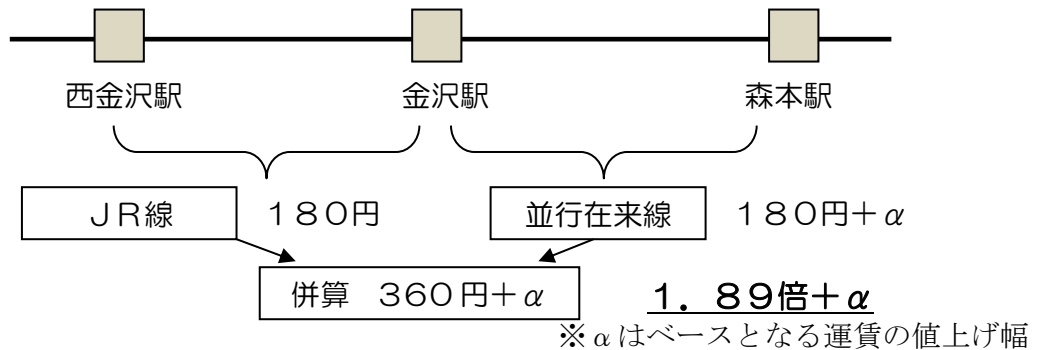 西金沢駅 金沢駅 森本駅
JR線 180円 並行在来線 180円+α
併算 360円+α 1.89倍+α
※αはベースとなる運賃の値上げ幅